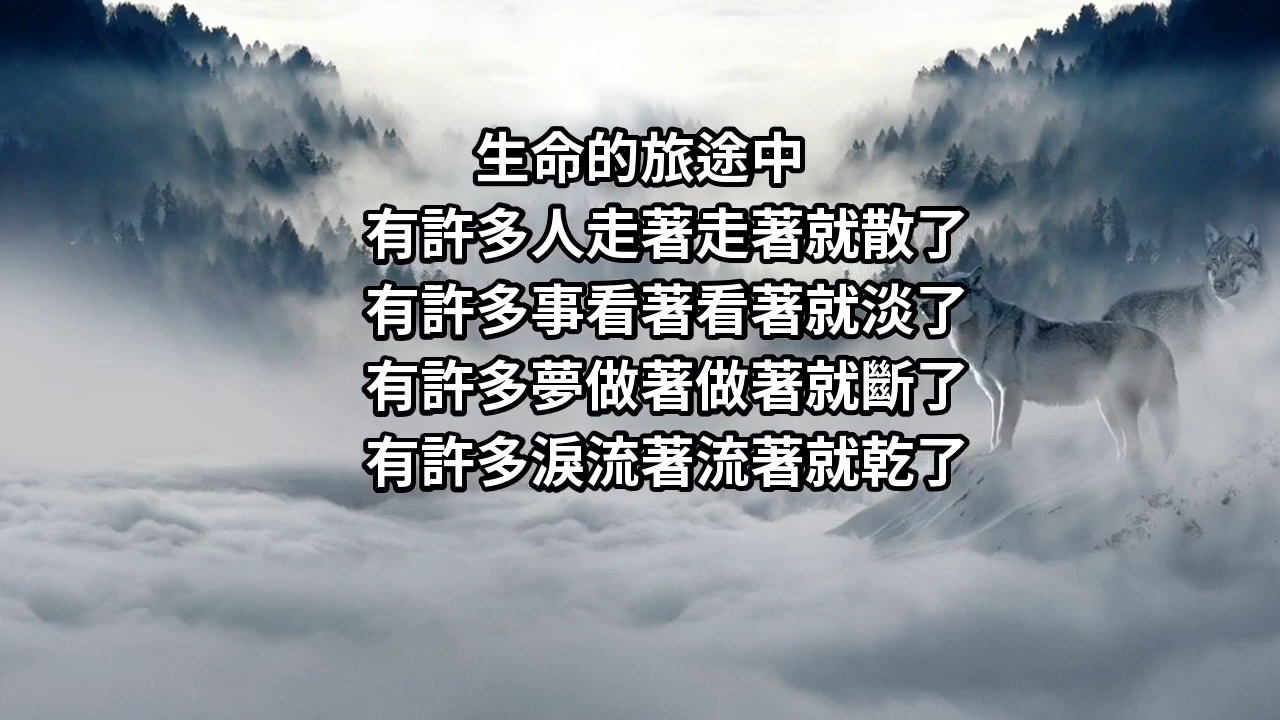 生命的旅途中
有許多人走著走著就散了
有許多事看著看著就淡了
有許多夢做著做著就斷了
有許多淚流著流著就乾了